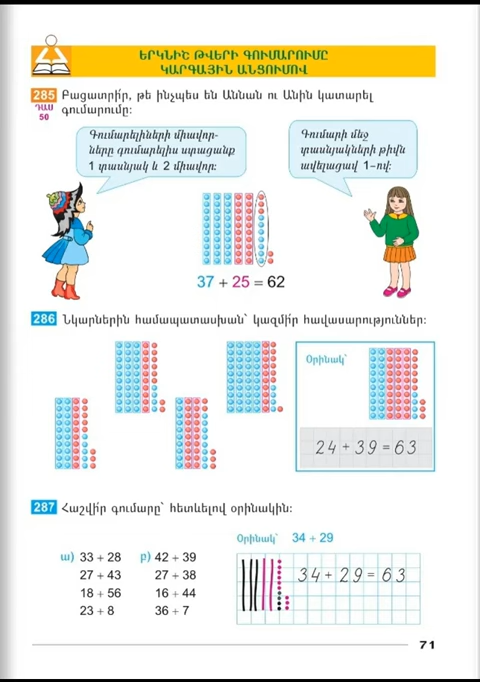 ԵՐԿՆԻՇ ԹՎԵՐԻ ԳՈՒՄԱՐՈՒՄԸ
ԿԱՐԳԱՅԻՆ ԱՆՑՈՒՄՈՎ
285 Բացատրի՛ր, թե ինչպես են Աննան ու Անին կատարել
ԴԱՍ
50
գումարումը:
Գումարելիների միավոր-
ները գումարելիս ստացանք
1 տասնյակ և 2 միավոր:
Գումարի մեջ
տասնյակների թիվն
ավելացավ 1-ով:
37 + 25 = 62
286 Նկարներին համապատասխան՝ կազմի՛ր հավասարություններ:
Օրինակ՝
24 + 39 = 63
287 Հաշվի՛ր գումարը՝ հետևելով օրինակին:
Օրինակ՝ 34 + 29
ա) 33 + 28 բ) 42 + 39
27 + 43 27 + 38
18 + 56 16 + 44
23 + 8 36 + 7
34 + 29 = 63
71